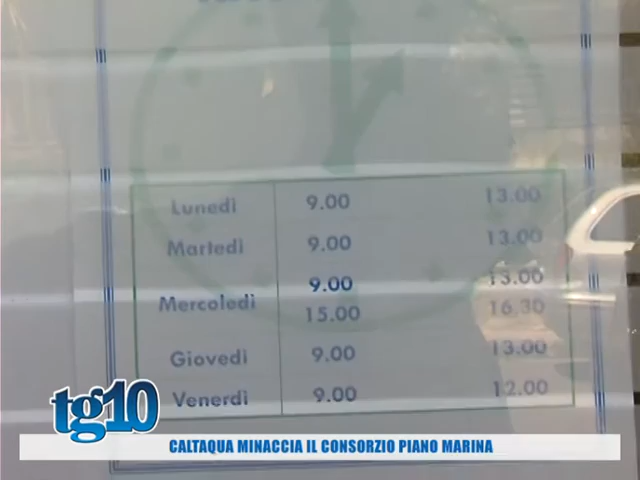 Lunedì 9.00 13.00
Martedì 9.00 13.00
9.00 13.00
Mercoledì
15.00 16.30
Giovedì 9.00 13.00
Venerdì 9.00 12.00
tg10
CALTAQUA MINACCIA IL CONSORZIO PIANO MARINA